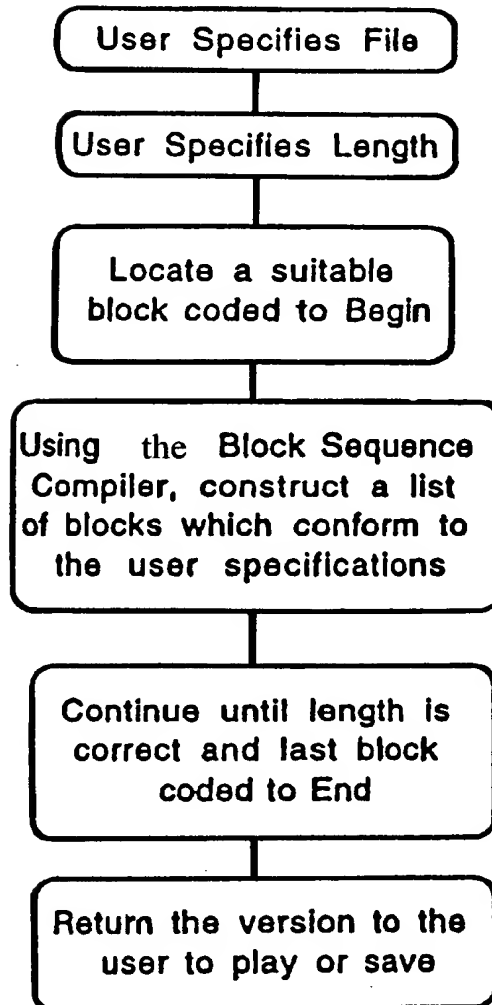 User Specifies File
User Specifies Length
Locate a suitable
block coded to Begin
Using the Block Sequence
Compiler, construct a list
of blocks which conform to
the user specifications
Continue until length is
correct and last block
coded to End
Return the version to the
user to play or save